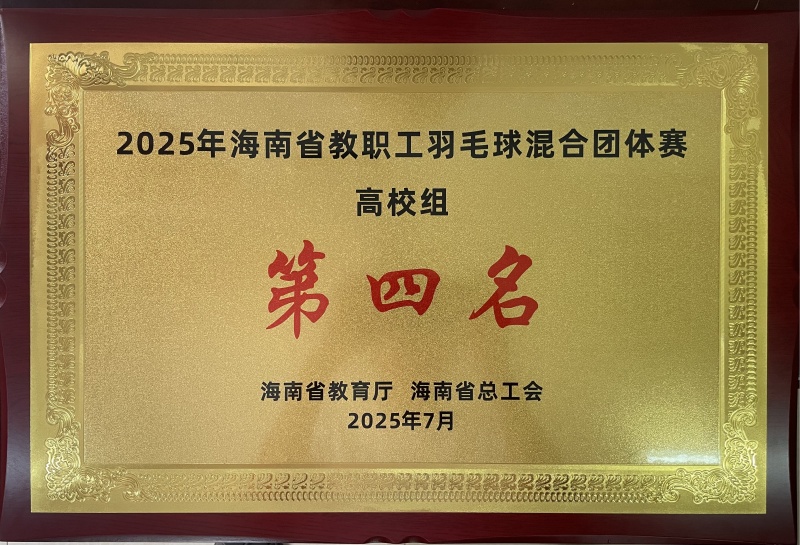 2025年海南省教职工羽毛球混合团体赛
高校组
第四名
海南省教育厅 海南省总工会
2025年7月